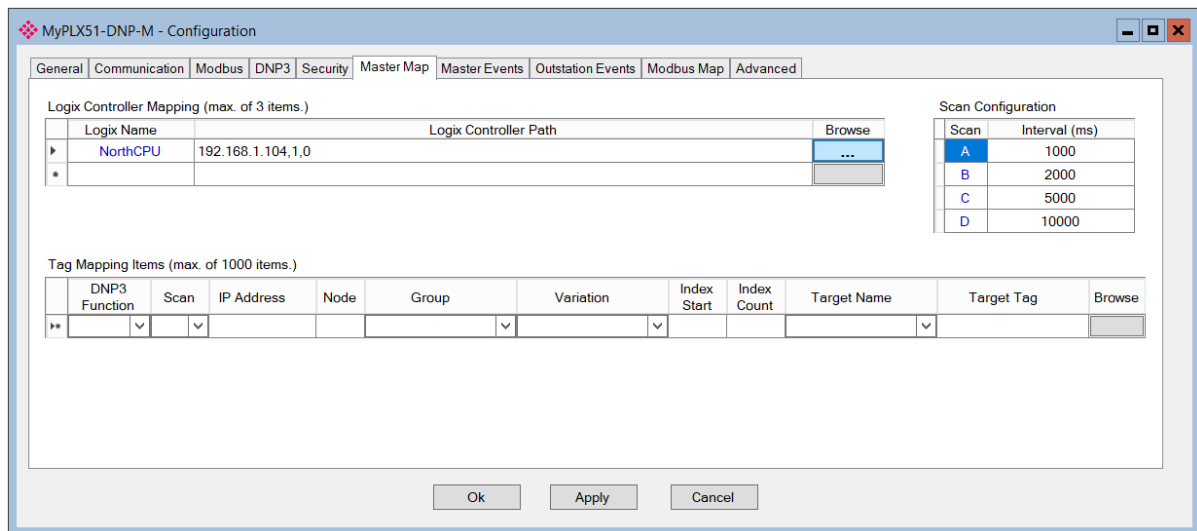 MyPLX51-DNP-M - Configuration
General Communication Modbus DNP3 Security Master Map Master Events Outstation Events Modbus Map Advanced
Logix Controller Mapping (max. of 3 items.)
Logix Name Logix Controller Path Browse
NorthCPU 192.168.1.104,1,0 ...
Scan Configuration
Scan Interval (ms)
A 1000
B 2000
C 5000
D 10000
Tag Mapping Items (max. of 1000 items.)
DNP3 Function Scan IP Address Node Group Variation Index Start Index Count Target Name Target Tag Browse
Ok Apply Cancel